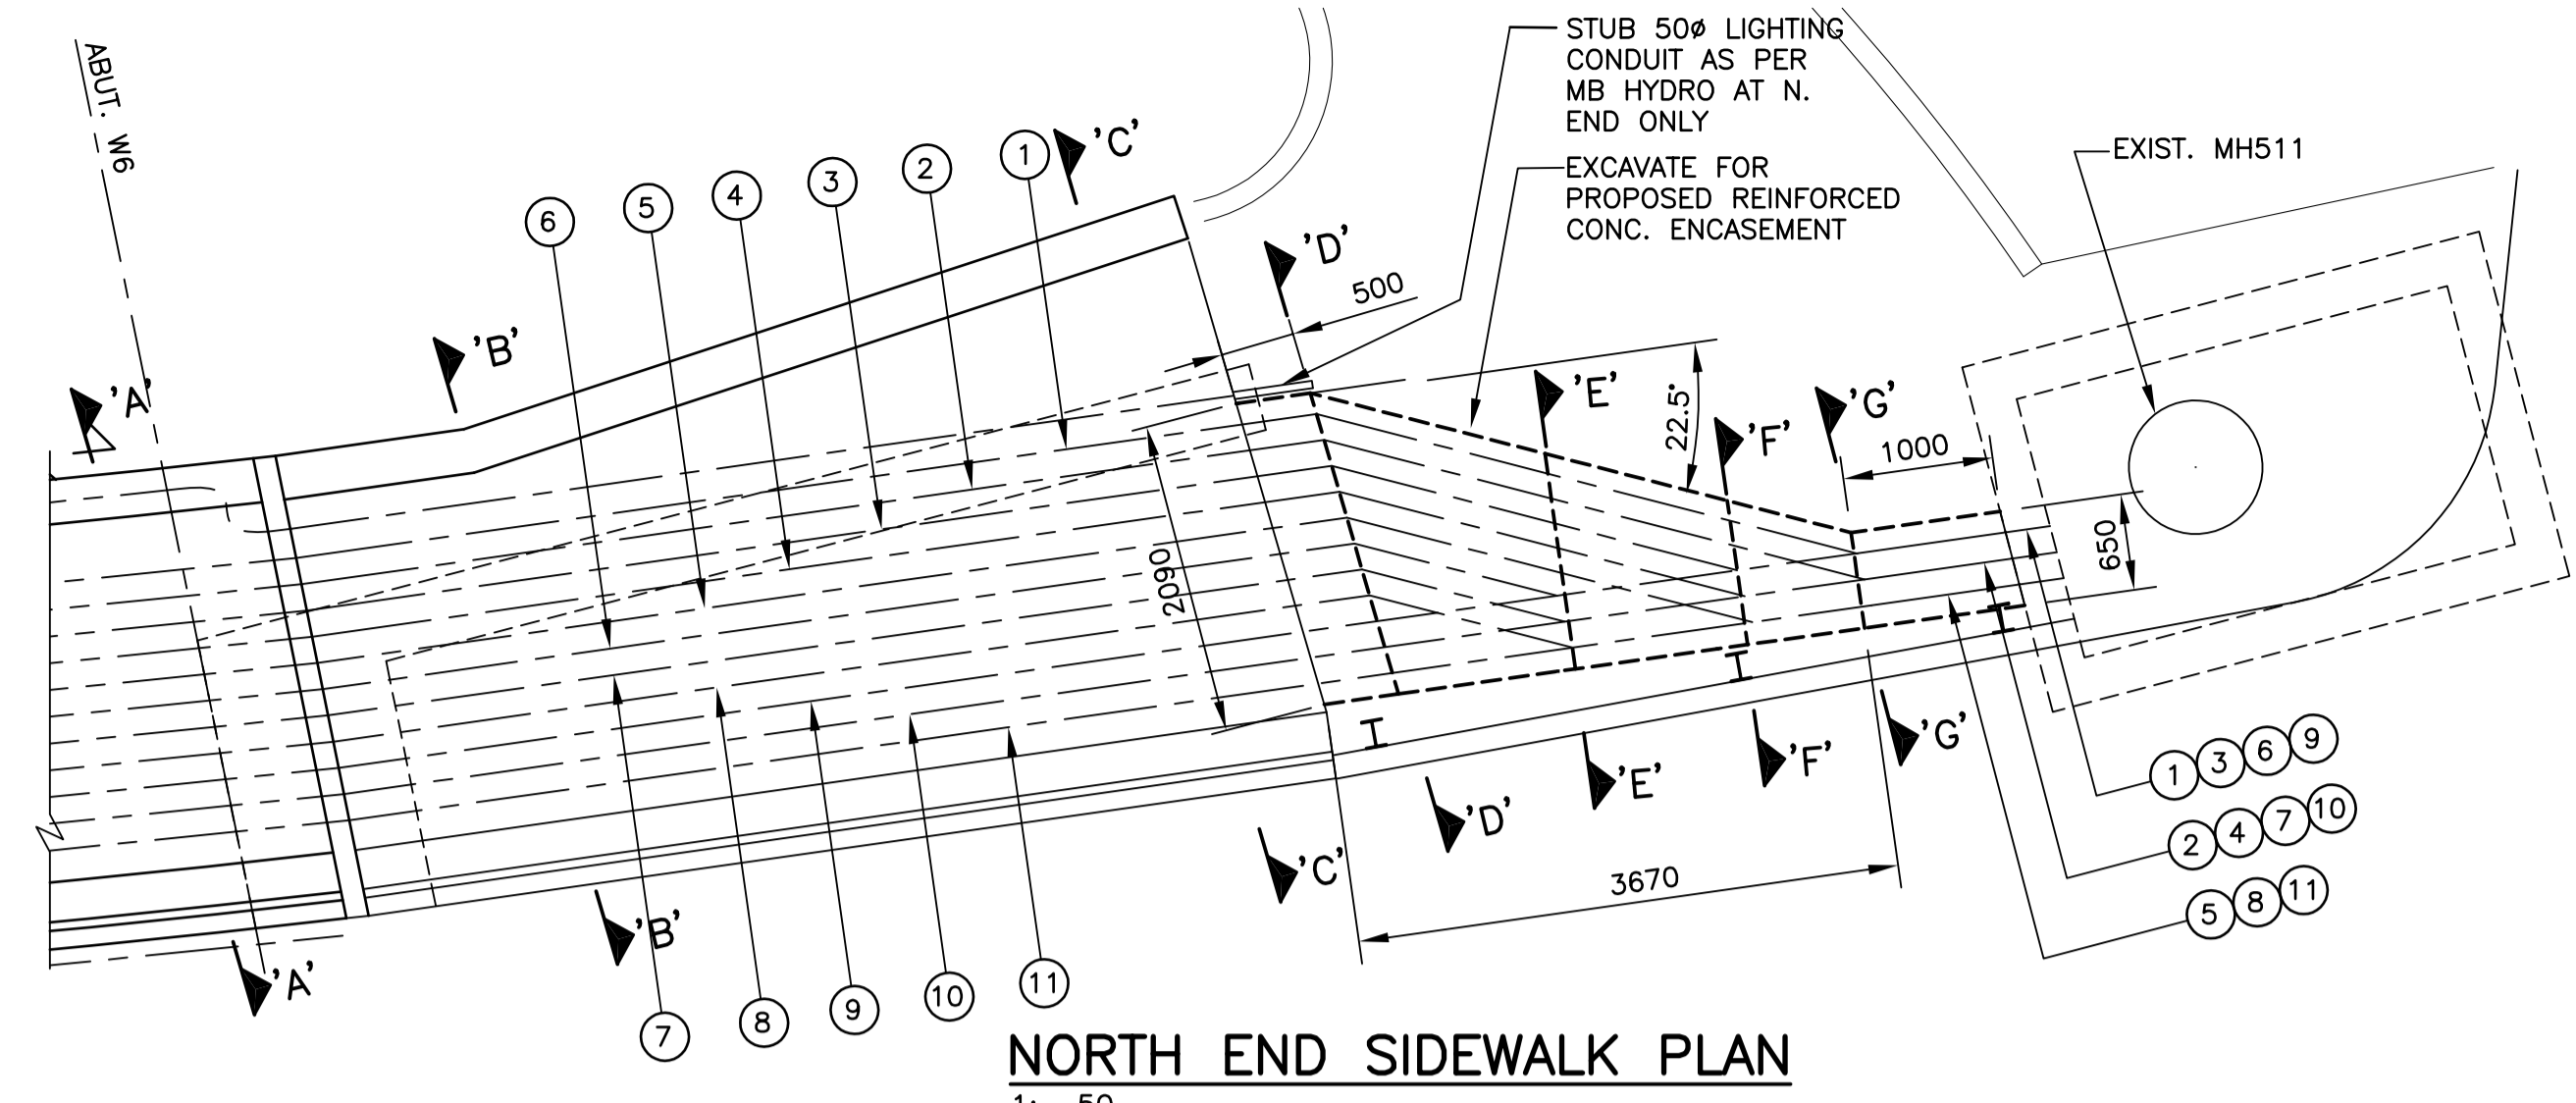 STUB 50ø LIGHTING
CONDUIT AS PER
MB HYDRO AT N.
END ONLY
EXCAVATE FOR
PROPOSED REINFORCED
CONC. ENCASEMENT
EXIST. MH511
ABUT. W6
6
5
4
3
2
1
'C'
'D'
500
'B'
'A'
'E'
22.5°
'F'
'G'
1000
650
2090
'G'
'F'
'E'
'D'
'C'
'B'
'A'
3670
1 3 6 9
2 4 7 10
5 8 11
7
8
9
10
11
NORTH END SIDEWALK PLAN
1: 50